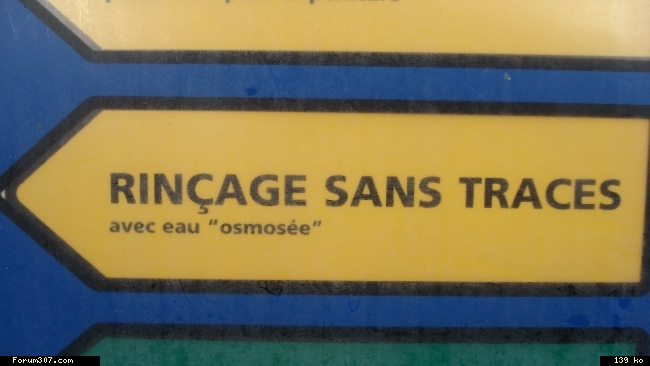 RINÇAGE SANS TRACES
avec eau "osmosée"
Forum307.com
139 ko